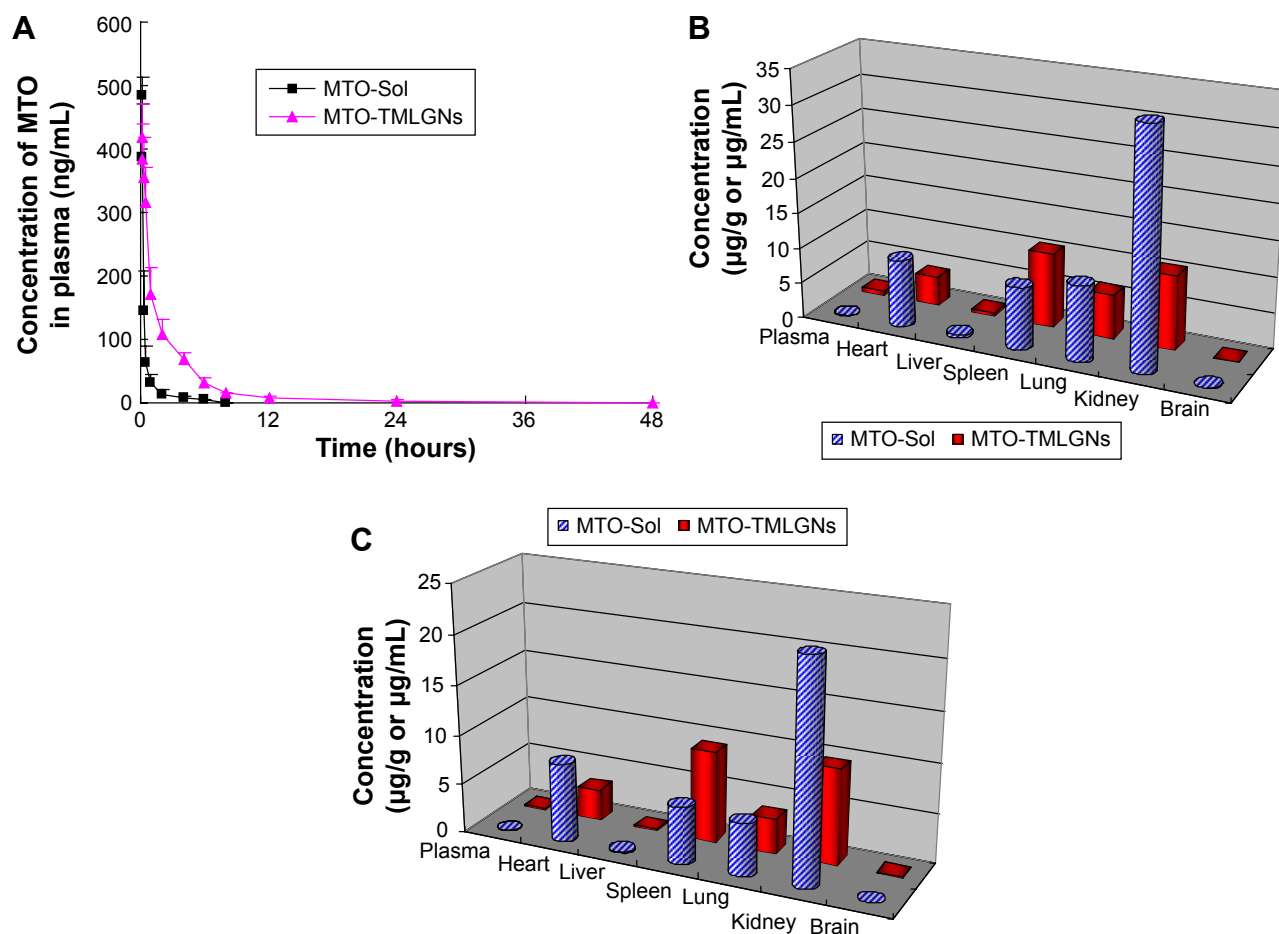 A
Concentration of MTO
in plasma (ng/mL)
600
500
400
300
200
100
0
0 12 24 36 48
Time (hours)
MTO-Sol
MTO-TMLGNs
B
Concentration
(µg/g or µg/mL)
35
30
25
20
15
10
5
0
Plasma
Heart
Liver
Spleen
Lung
Kidney
Brain
MTO-Sol MTO-TMLGNs
C
MTO-Sol MTO-TMLGNs
Concentration
(µg/g or µg/mL)
25
20
15
10
5
0
Plasma
Heart
Liver
Spleen
Lung
Kidney
Brain